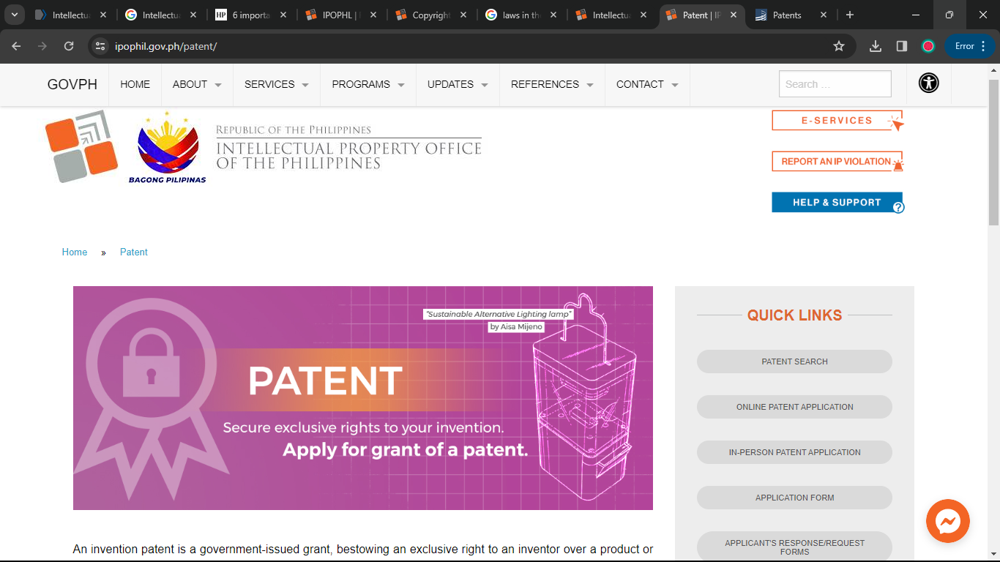 Intellectua
Intellectua
HP
6 importa
IPOPHL |
Copyright
laws in the
Intellectua
Patent | IP
Patents
ipophil.gov.ph/patent/
Error
GOVPH
HOME
ABOUT
SERVICES
PROGRAMS
UPDATES
REFERENCES
CONTACT
Search ...
REPUBLIC OF THE PHILIPPINES
INTELLECTUAL PROPERTY OFFICE
OF THE PHILIPPINES
BAGONG PILIPINAS
E-SERVICES
REPORT AN IP VIOLATION
HELP & SUPPORT
Home » Patent
"Sustainable Alternative Lighting lamp"
by Aisa Mijeno
PATENT
Secure exclusive rights to your invention.
Apply for grant of a patent.
An invention patent is a government-issued grant, bestowing an exclusive right to an inventor over a product or
QUICK LINKS
PATENT SEARCH
ONLINE PATENT APPLICATION
IN-PERSON PATENT APPLICATION
APPLICATION FORM
APPLICANT'S RESPONSE/REQUEST
FORMS